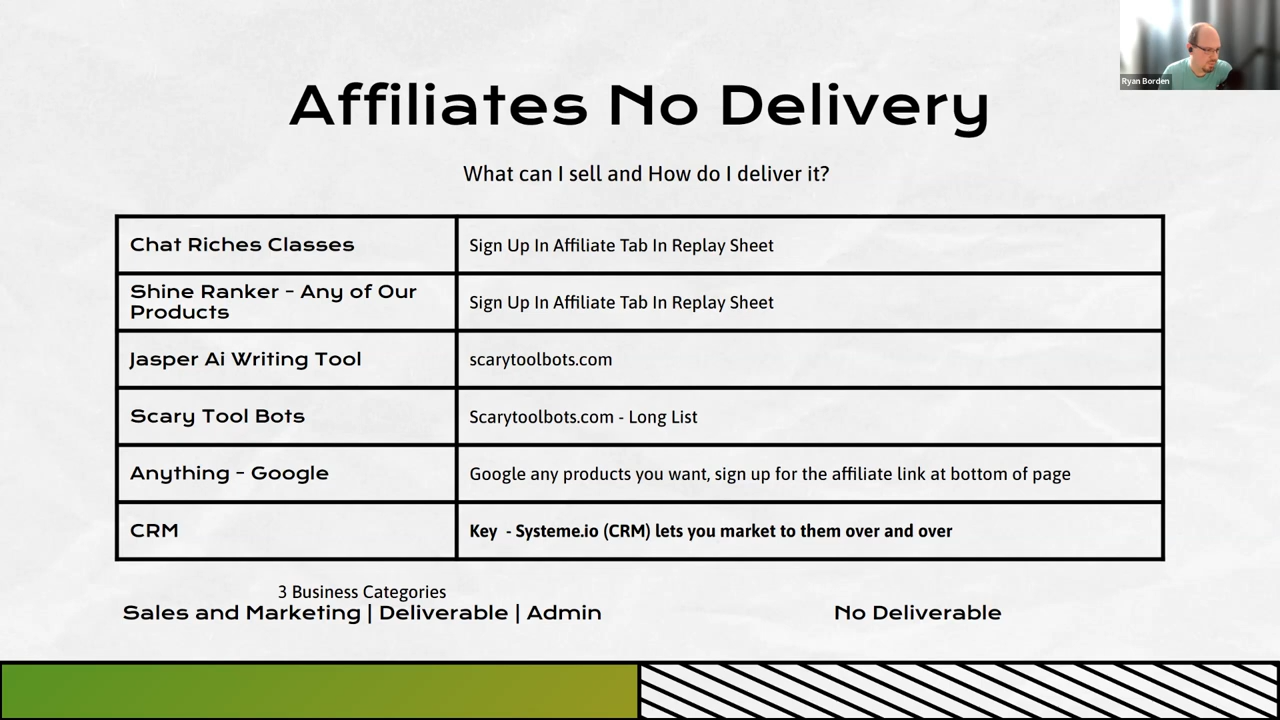 Ryan Borden
Affiliates No Delivery
What can I sell and How do I deliver it?
Chat Riches Classes
Sign Up In Affiliate Tab In Replay Sheet
Shine Ranker - Any of Our
Products
Sign Up In Affiliate Tab In Replay Sheet
Jasper Ai Writing Tool
scarytoolbots.com
Scary Tool Bots
Scarytoolbots.com - Long List
Anything - Google
Google any products you want, sign up for the affiliate link at bottom of page
CRM
Key - Systeme.io (CRM) lets you market to them over and over
3 Business Categories
Sales and Marketing | Deliverable | Admin
No Deliverable